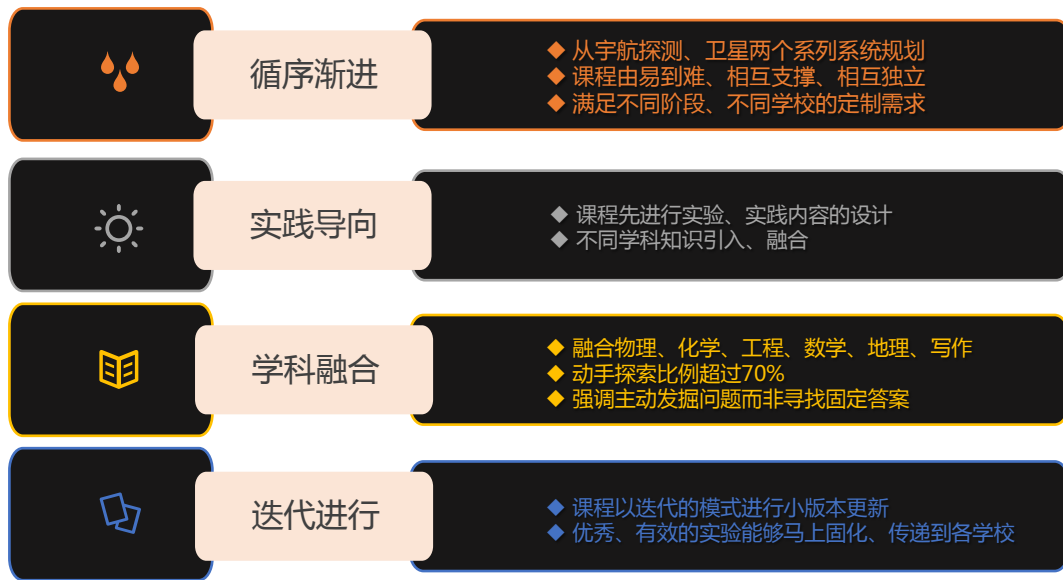 循序渐进
◆ 从宇航探测、卫星两个系列系统规划
◆ 课程由易到难、相互支撑、相互独立
◆ 满足不同阶段、不同学校的定制需求
实践导向
◆ 课程先进行实验、实践内容的设计
◆ 不同学科知识引入、融合
学科融合
◆ 融合物理、化学、工程、数学、地理、写作
◆ 动手探索比例超过70%
◆ 强调主动发掘问题而非寻找固定答案
迭代进行
◆ 课程以迭代的模式进行小版本更新
◆ 优秀、有效的实验能够马上固化、传递到各学校